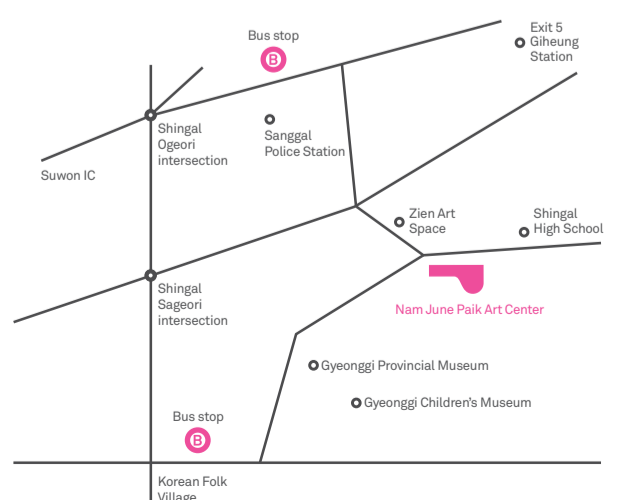 Exit 5
Giheung
Station
Bus stop
B
Shingal
Ogeori
intersection
Sanggal
Police Station
Suwon IC
Zien Art
Space
Shingal
High School
Shingal
Sageori
intersection
Nam June Paik Art Center
Gyeonggi Provincial Museum
Gyeonggi Children's Museum
Bus stop
B
Korean Folk
Village